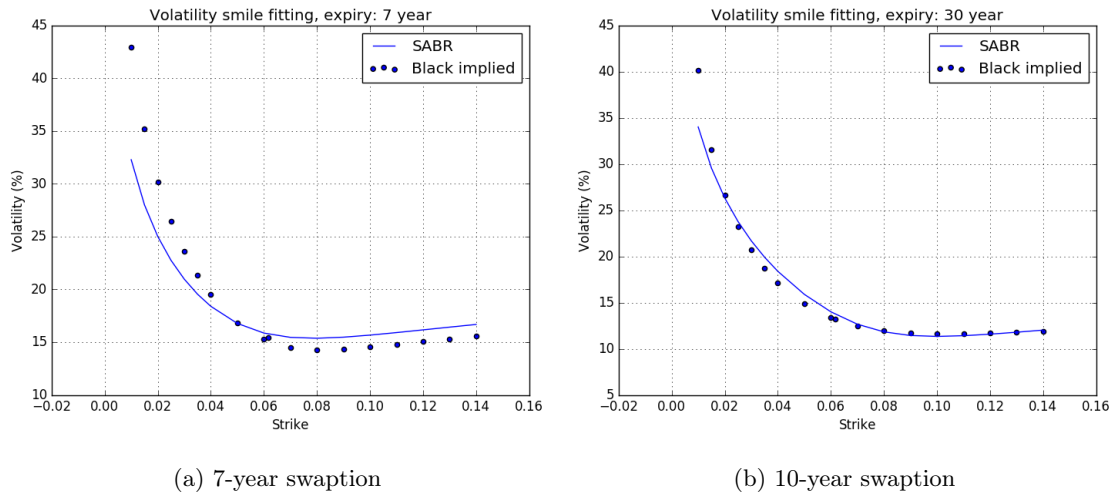 Volatility smile fitting, expiry: 7 year
45
40
35
30
25
20
15
10
Volatility (%)
SABR
Black implied
−0.02 0.00 0.02 0.04 0.06 0.08 0.10 0.12 0.14 0.16
Strike
(a) 7-year swaption
Volatility smile fitting, expiry: 30 year
45
40
35
30
25
20
15
10
5
Volatility (%)
SABR
Black implied
−0.02 0.00 0.02 0.04 0.06 0.08 0.10 0.12 0.14 0.16
Strike
(b) 10-year swaption